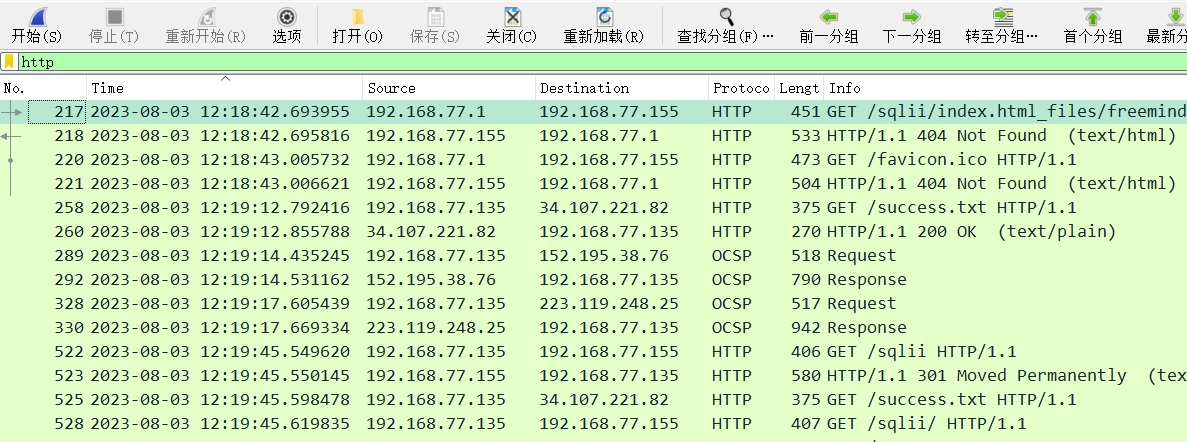 开始(S) 停止(T) 重新开始(R) 选项 打开(O) 保存(S) 关闭(C) 重新加载(R) 查找分组(F)… 前一分组 下一分组 转至分组… 首个分组 最新分
http
No. Time Source Destination Protoco Lengt Info
217 2023-08-03 12:18:42.693955 192.168.77.1 192.168.77.155 HTTP 451 GET /sqlii/index.html_files/freemind
218 2023-08-03 12:18:42.695816 192.168.77.155 192.168.77.1 HTTP 533 HTTP/1.1 404 Not Found (text/html)
220 2023-08-03 12:18:43.005732 192.168.77.1 192.168.77.155 HTTP 473 GET /favicon.ico HTTP/1.1
221 2023-08-03 12:18:43.006621 192.168.77.155 192.168.77.1 HTTP 504 HTTP/1.1 404 Not Found (text/html)
258 2023-08-03 12:19:12.792416 192.168.77.135 34.107.221.82 HTTP 375 GET /success.txt HTTP/1.1
260 2023-08-03 12:19:12.855788 34.107.221.82 192.168.77.135 HTTP 270 HTTP/1.1 200 OK (text/plain)
289 2023-08-03 12:19:14.435245 192.168.77.135 152.195.38.76 OCSP 518 Request
292 2023-08-03 12:19:14.531162 152.195.38.76 192.168.77.135 OCSP 790 Response
328 2023-08-03 12:19:17.605439 192.168.77.135 223.119.248.25 OCSP 517 Request
330 2023-08-03 12:19:17.669334 223.119.248.25 192.168.77.135 OCSP 942 Response
522 2023-08-03 12:19:45.549620 192.168.77.135 192.168.77.155 HTTP 406 GET /sqlii HTTP/1.1
523 2023-08-03 12:19:45.550145 192.168.77.155 192.168.77.135 HTTP 580 HTTP/1.1 301 Moved Permanently (tex
525 2023-08-03 12:19:45.598478 192.168.77.135 34.107.221.82 HTTP 375 GET /success.txt HTTP/1.1
528 2023-08-03 12:19:45.619835 192.168.77.135 192.168.77.155 HTTP 407 GET /sqlii/ HTTP/1.1